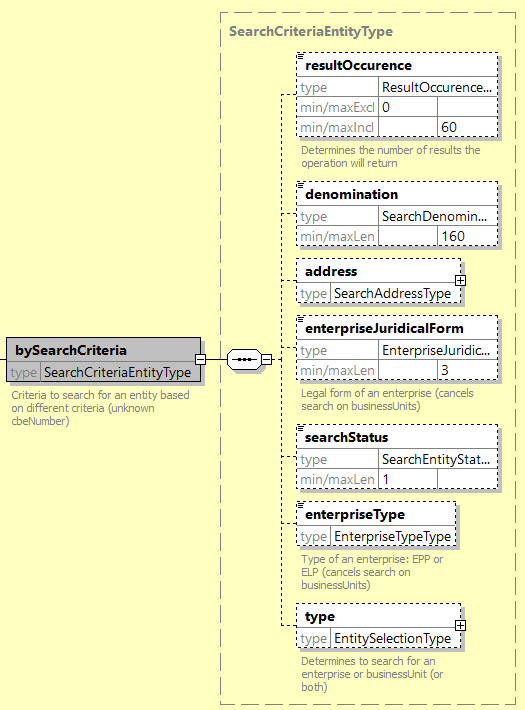 SearchCriteriaEntityType
resultOccurence
type ResultOccurence...
min/maxExcl 0
min/maxIncl 60
Determines the number of results the
operation will return
denomination
type SearchDenomin...
min/maxLen 160
address
type SearchAddressType
enterpriseJuridicalForm
type EnterpriseJuridic...
min/maxLen 3
Legal form of an enterprise (cancels
search on businessUnits)
bySearchCriteria
type SearchCriteriaEntityType
Criteria to search for an entity based
on different criteria (unknown
cbeNumber)
searchStatus
type SearchEntityStat...
min/maxLen 1
enterpriseType
type EnterpriseTypeType
Type of an enterprise: EPP or
ELP (cancels search on
businessUnits)
type
type EntitySelectionType
Determines to search for an
enterprise or businessUnit (or
both)